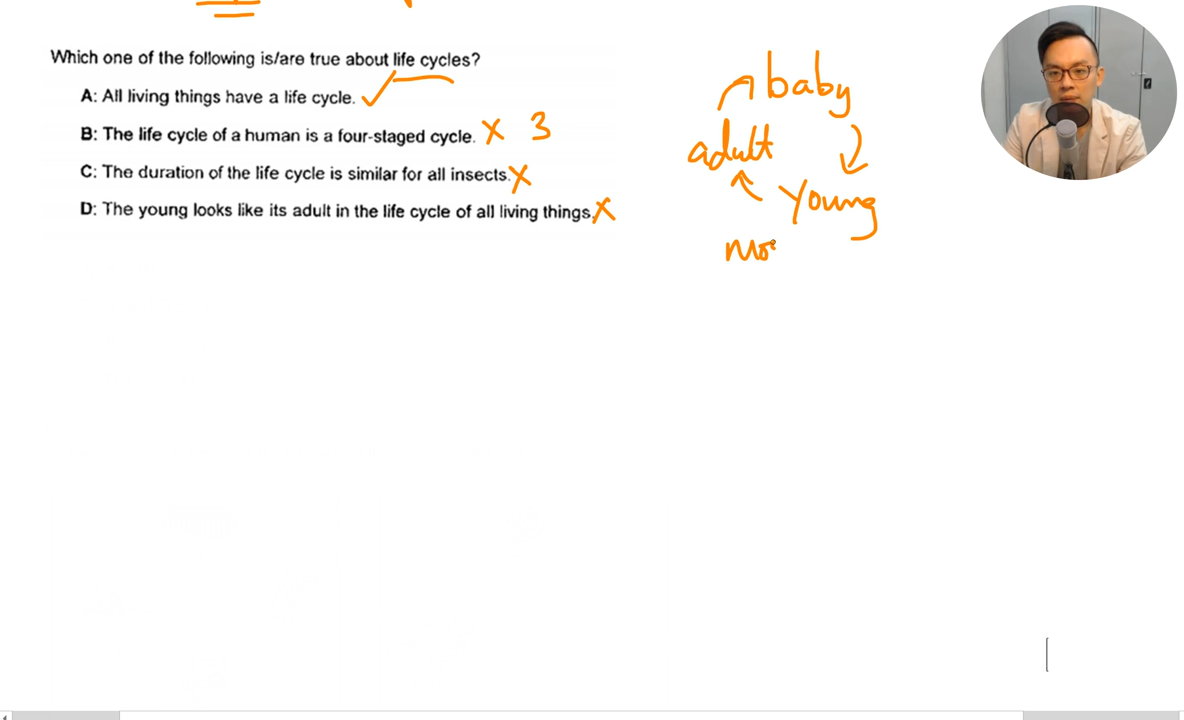 Which one of the following is/are true about life cycles?
A: All living things have a life cycle. ✓
B: The life cycle of a human is a four-staged cycle. X 3
C: The duration of the life cycle is similar for all insects. X
D: The young looks like its adult in the life cycle of all living things. X
baby
adult
Young
mo